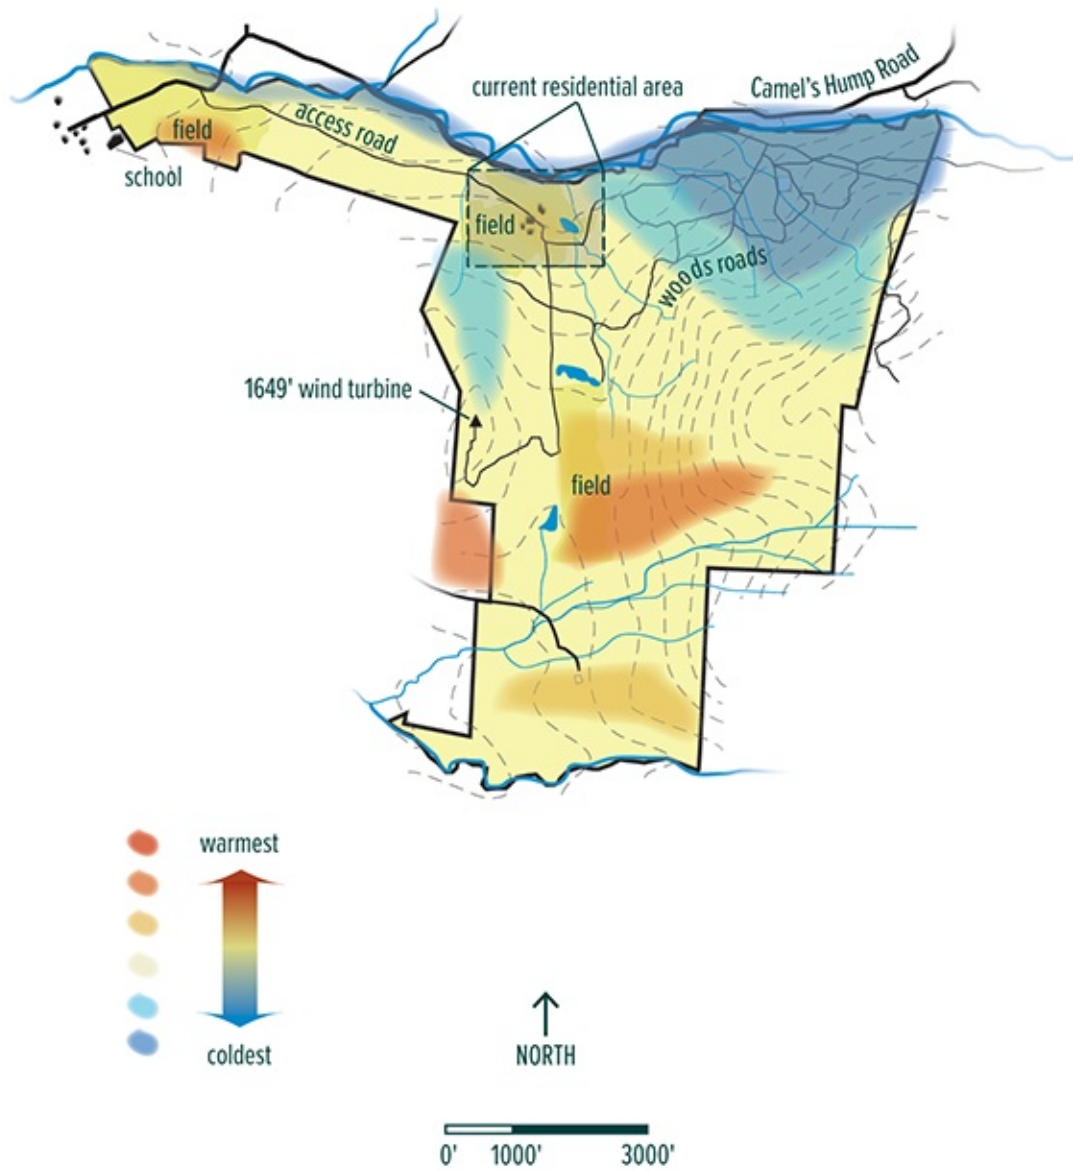 current residential area
Camel's Hump Road
access road
field
school
field
woods roads
1649' wind turbine
field
warmest
coldest
NORTH
0' 1000' 3000'